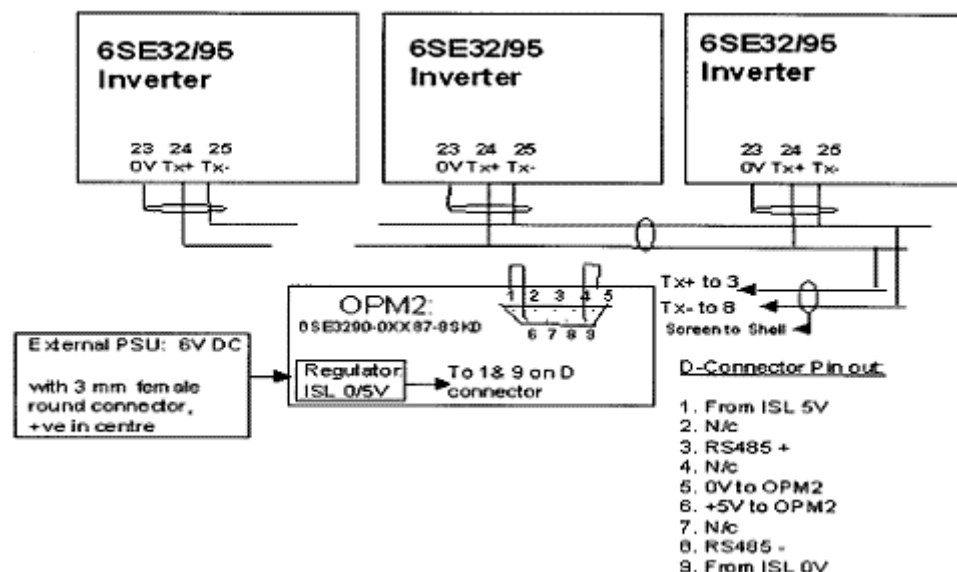 6SE32/95
Inverter
23 24 25
0V Tx+ Tx-
6SE32/95
Inverter
23 24 25
0V Tx+ Tx-
6SE32/95
Inverter
23 24 25
0V Tx+ Tx-
OPM2:
6SE3290-0XX87-8SK0
1 2 3 4 5
6 7 8 9
Regulator:
ISL 0/5V
To 1& 9 on D
connector
External PSU: 6V DC
with 3 mm female
round connector,
+ve in centre
Tx+ to 3
Tx- to 8
Screen to Shell
D-Connector Pin out:
1. From ISL 5V
2. N/c
3. RS485 +
4. N/c
5. 0V to OPM2
6. +5V to OPM2
7. N/c
8. RS485 -
9. From ISL 0V